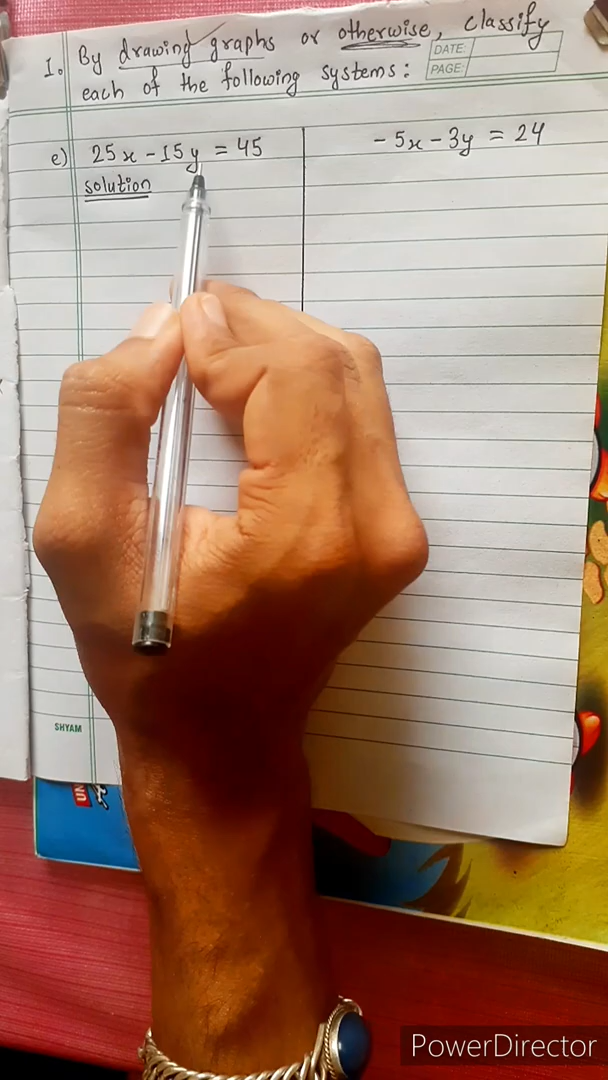 1. By drawing graphs or otherwise, classify
each of the following systems:
DATE:
PAGE:
e) 25x - 15y = 45
- 5x - 3y = 24
solution
SHYAM
UN
PowerDirector